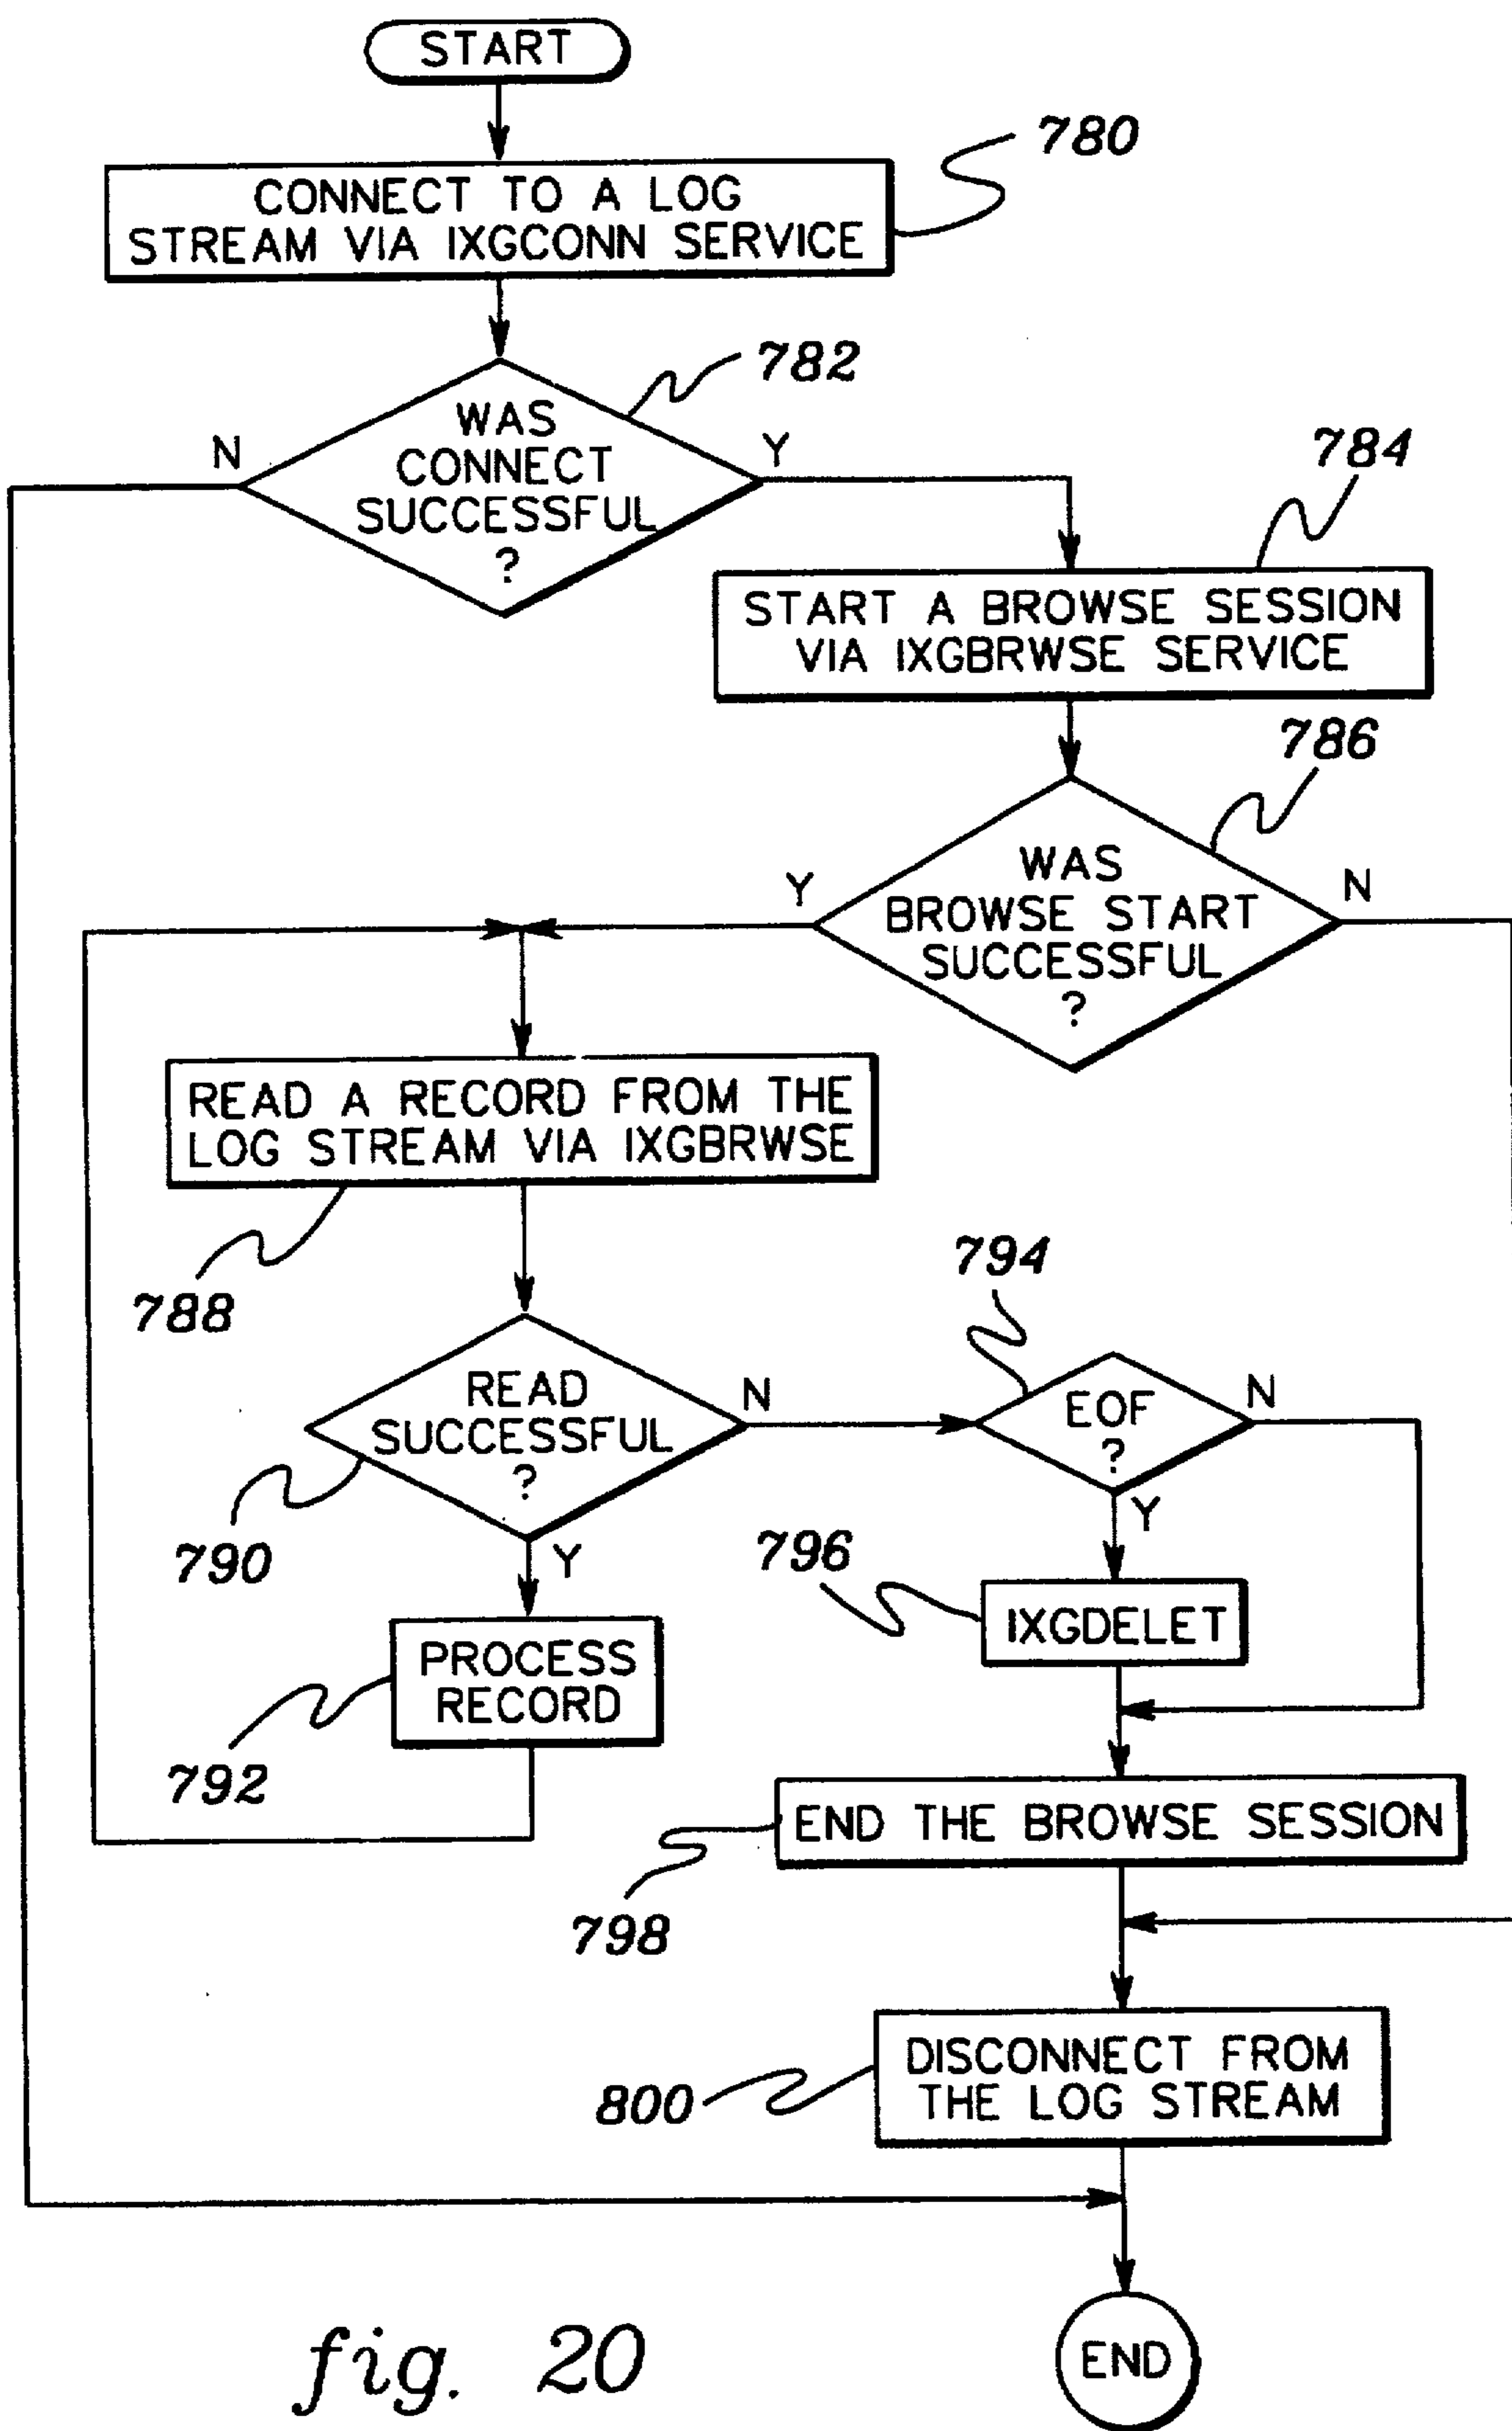 START
780
CONNECT TO A LOG
STREAM VIA IXGCONN SERVICE
782
WAS
CONNECT
SUCCESSFUL
?
N
Y
784
START A BROWSE SESSION
VIA IXGBRWSE SERVICE
786
WAS
BROWSE START
SUCCESSFUL
?
Y
N
READ A RECORD FROM THE
LOG STREAM VIA IXGBRWSE
788
794
READ
SUCCESSFUL
?
N
EOF
?
N
790
Y
Y
796
IXGDELET
PROCESS
RECORD
792
END THE BROWSE SESSION
798
DISCONNECT FROM
THE LOG STREAM
800
END
fig. 20